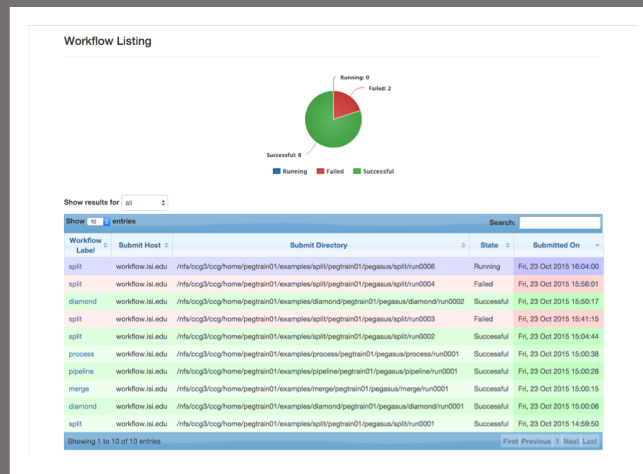 Workflow Listing
Running: 0
Failed: 2
Successful: 8
Running Failed Successful
Show results for all
Show 10 entries Search:
Workflow Label Submit Host Submit Directory State Submitted On
split workflow.isi.edu /nfs/ccg3/ccg/home/pegtrain01/examples/split/pegtrain01/pegasus/split/run0006 Running Fri, 23 Oct 2015 16:04:00
split workflow.isi.edu /nfs/ccg3/ccg/home/pegtrain01/examples/split/pegtrain01/pegasus/split/run0004 Failed Fri, 23 Oct 2015 15:56:01
diamond workflow.isi.edu /nfs/ccg3/ccg/home/pegtrain01/examples/diamond/pegtrain01/pegasus/diamond/run0002 Successful Fri, 23 Oct 2015 15:50:17
split workflow.isi.edu /nfs/ccg3/ccg/home/pegtrain01/examples/split/pegtrain01/pegasus/split/run0003 Failed Fri, 23 Oct 2015 15:41:15
split workflow.isi.edu /nfs/ccg3/ccg/home/pegtrain01/examples/split/pegtrain01/pegasus/split/run0002 Successful Fri, 23 Oct 2015 15:04:44
process workflow.isi.edu /nfs/ccg3/ccg/home/pegtrain01/examples/process/pegtrain01/pegasus/process/run0001 Successful Fri, 23 Oct 2015 15:00:38
pipeline workflow.isi.edu /nfs/ccg3/ccg/home/pegtrain01/examples/pipeline/pegtrain01/pegasus/pipeline/run0001 Successful Fri, 23 Oct 2015 15:00:28
merge workflow.isi.edu /nfs/ccg3/ccg/home/pegtrain01/examples/merge/pegtrain01/pegasus/merge/run0001 Successful Fri, 23 Oct 2015 15:00:15
diamond workflow.isi.edu /nfs/ccg3/ccg/home/pegtrain01/examples/diamond/pegtrain01/pegasus/diamond/run0001 Successful Fri, 23 Oct 2015 15:00:06
split workflow.isi.edu /nfs/ccg3/ccg/home/pegtrain01/examples/split/pegtrain01/pegasus/split/run0001 Successful Fri, 23 Oct 2015 14:59:50
Showing 1 to 10 of 10 entries First Previous 1 Next Last